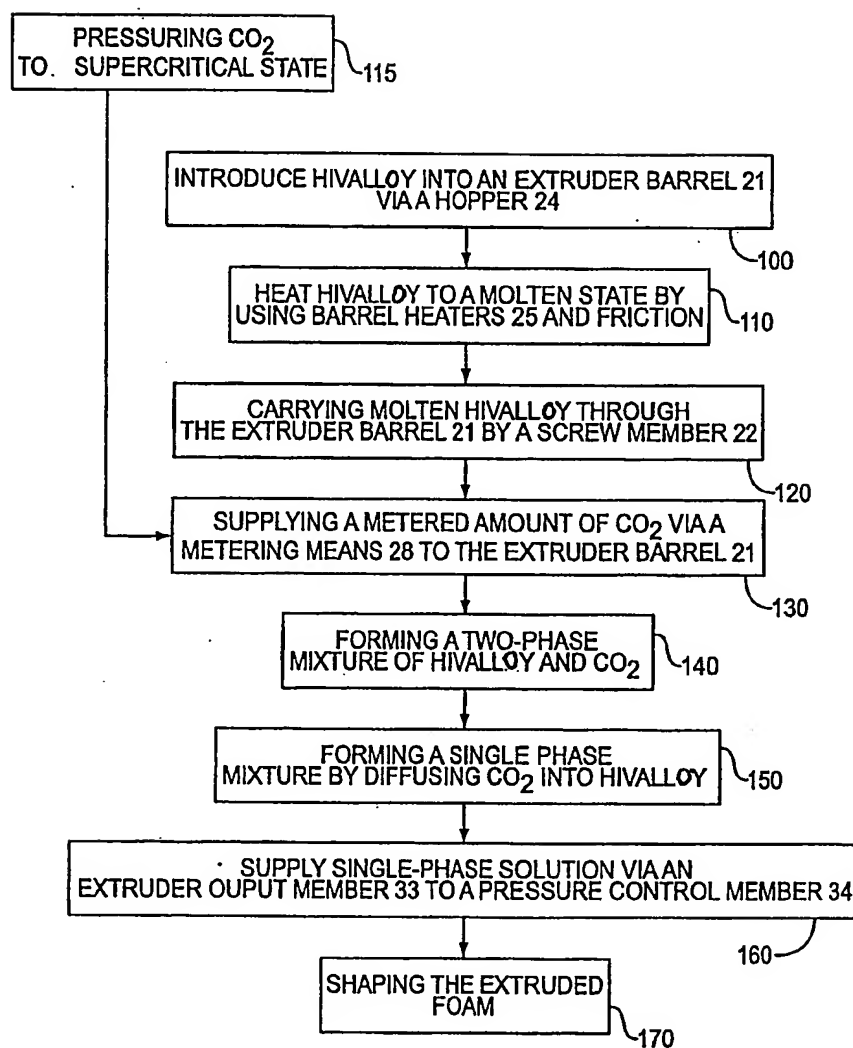 PRESSURING CO2
TO. SUPERCRITICAL STATE
115
INTRODUCE HIVALLOY INTO AN EXTRUDER BARREL 21
VIA A HOPPER 24
100
HEAT HIVALLOY TO A MOLTEN STATE BY
USING BARREL HEATERS 25 AND FRICTION
110
CARRYING MOLTEN HIVALLOY THROUGH
THE EXTRUDER BARREL 21 BY A SCREW MEMBER 22
120
SUPPLYING A METERED AMOUNT OF CO2 VIA A
METERING MEANS 28 TO THE EXTRUDER BARREL 21
130
FORMING A TWO-PHASE
MIXTURE OF HIVALLOY AND CO2
140
FORMING A SINGLE PHASE
MIXTURE BY DIFFUSING CO2 INTO HIVALLOY
150
SUPPLY SINGLE-PHASE SOLUTION VIA AN
EXTRUDER OUPUT MEMBER 33 TO A PRESSURE CONTROL MEMBER 34
160
SHAPING THE EXTRUDED
FOAM
170